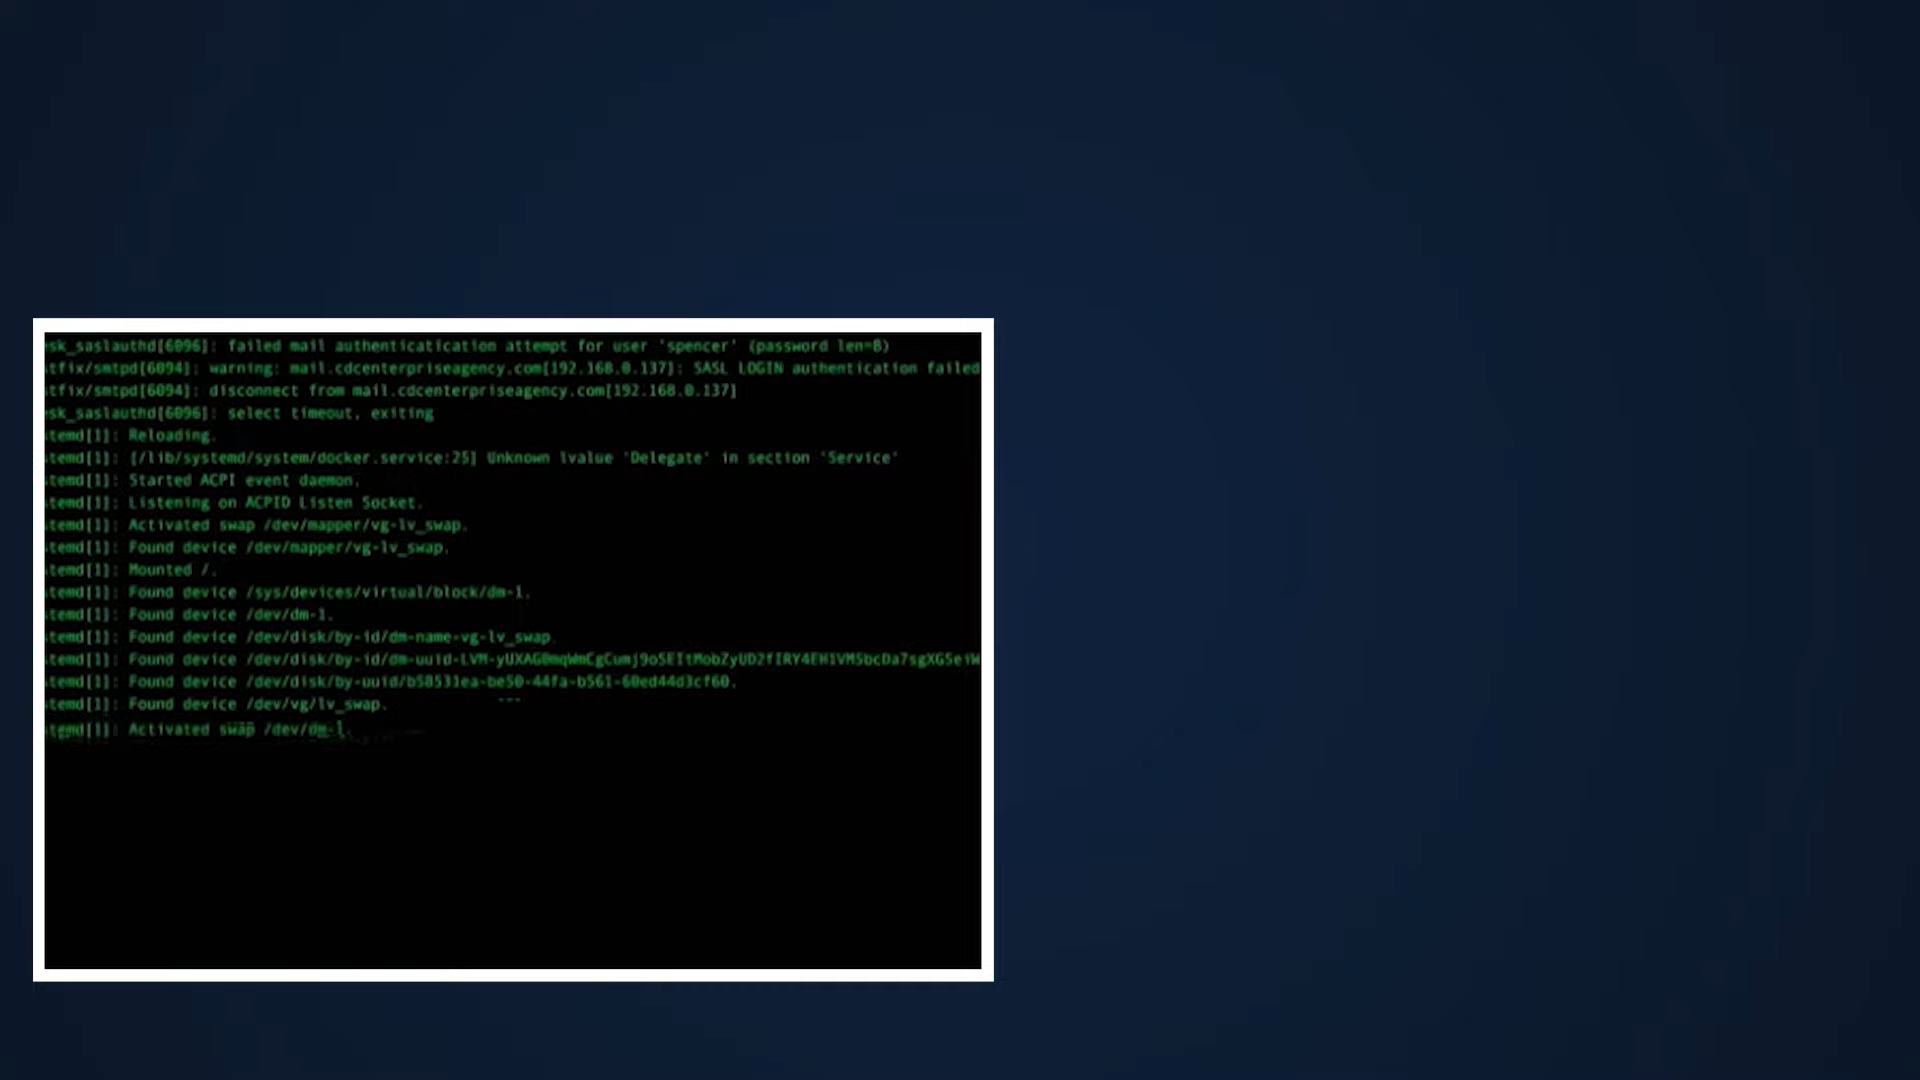 sk_saslauthd[6096]: failed mail authenticatication attempt for user 'spencer' (password len=8)
tfix/smtpd[6094]: warning: mail.cdcenterpriseagency.com[192.168.0.137]: SASL LOGIN authentication failed
tfix/smtpd[6094]: disconnect from mail.cdcenterpriseagency.com[192.168.0.137]
sk_saslauthd[6096]: select timeout, exiting
temd[1]: Reloading.
temd[1]: [/lib/systemd/system/docker.service:25] Unknown lvalue 'Delegate' in section 'Service'
temd[1]: Started ACPI event daemon.
temd[1]: Listening on ACPID Listen Socket.
temd[1]: Activated swap /dev/mapper/vg-lv_swap.
temd[1]: Found device /dev/mapper/vg-lv_swap.
temd[1]: Mounted /.
temd[1]: Found device /sys/devices/virtual/block/dm-1.
temd[1]: Found device /dev/dm-1.
temd[1]: Found device /dev/disk/by-id/dm-name-vg-lv_swap.
temd[1]: Found device
temd[1]: Found device /dev/disk/by-uuid/b58531ea-be50-44fa-b561-60ed44d3cf60.
temd[1]: Found device /dev/vg/lv_swap.
temd[1]: Activated swap /dev/dm-1.